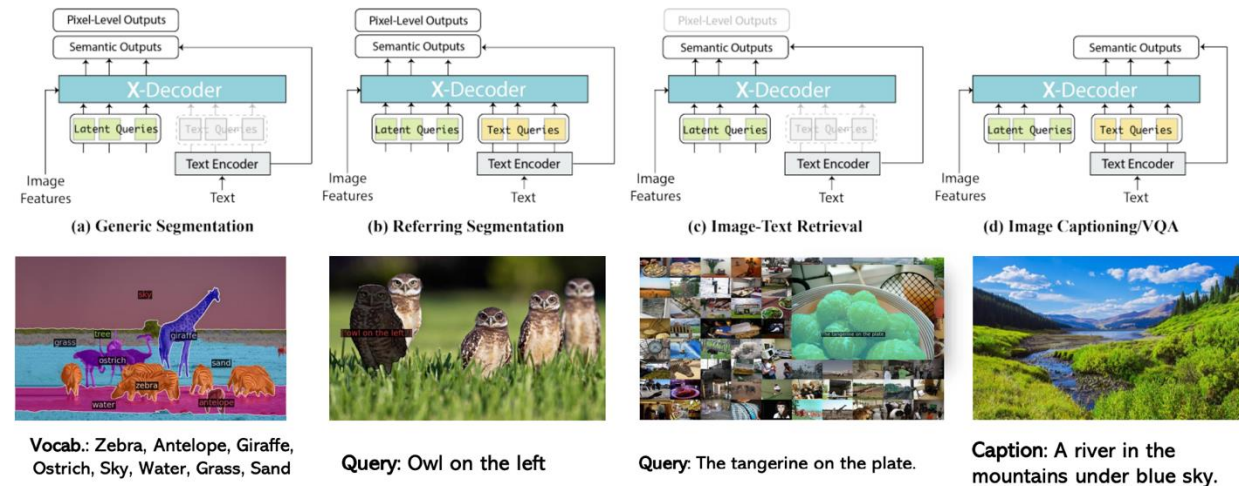 Pixel-Level Outputs
Semantic Outputs
X-Decoder
Latent Queries
Text Queries
Text Encoder
Image
Features
Text
(a) Generic Segmentation
Pixel-Level Outputs
Semantic Outputs
X-Decoder
Latent Queries
Text Queries
Text Encoder
Image
Features
Text
(b) Referring Segmentation
Pixel-Level Outputs
Semantic Outputs
X-Decoder
Latent Queries
Text Queries
Text Encoder
Image
Features
Text
(c) Image-Text Retrieval
Semantic Outputs
X-Decoder
Latent Queries
Text Queries
Text Encoder
Image
Features
Text
(d) Image Captioning/VQA
sky
tree
giraffe
grass
ostrich
sand
zebra
antelope
water
owl on the left
The tangerine on the plate.
Vocab.: Zebra, Antelope, Giraffe,
Ostrich, Sky, Water, Grass, Sand
Query: Owl on the left
Query: The tangerine on the plate.
Caption: A river in the
mountains under blue sky.